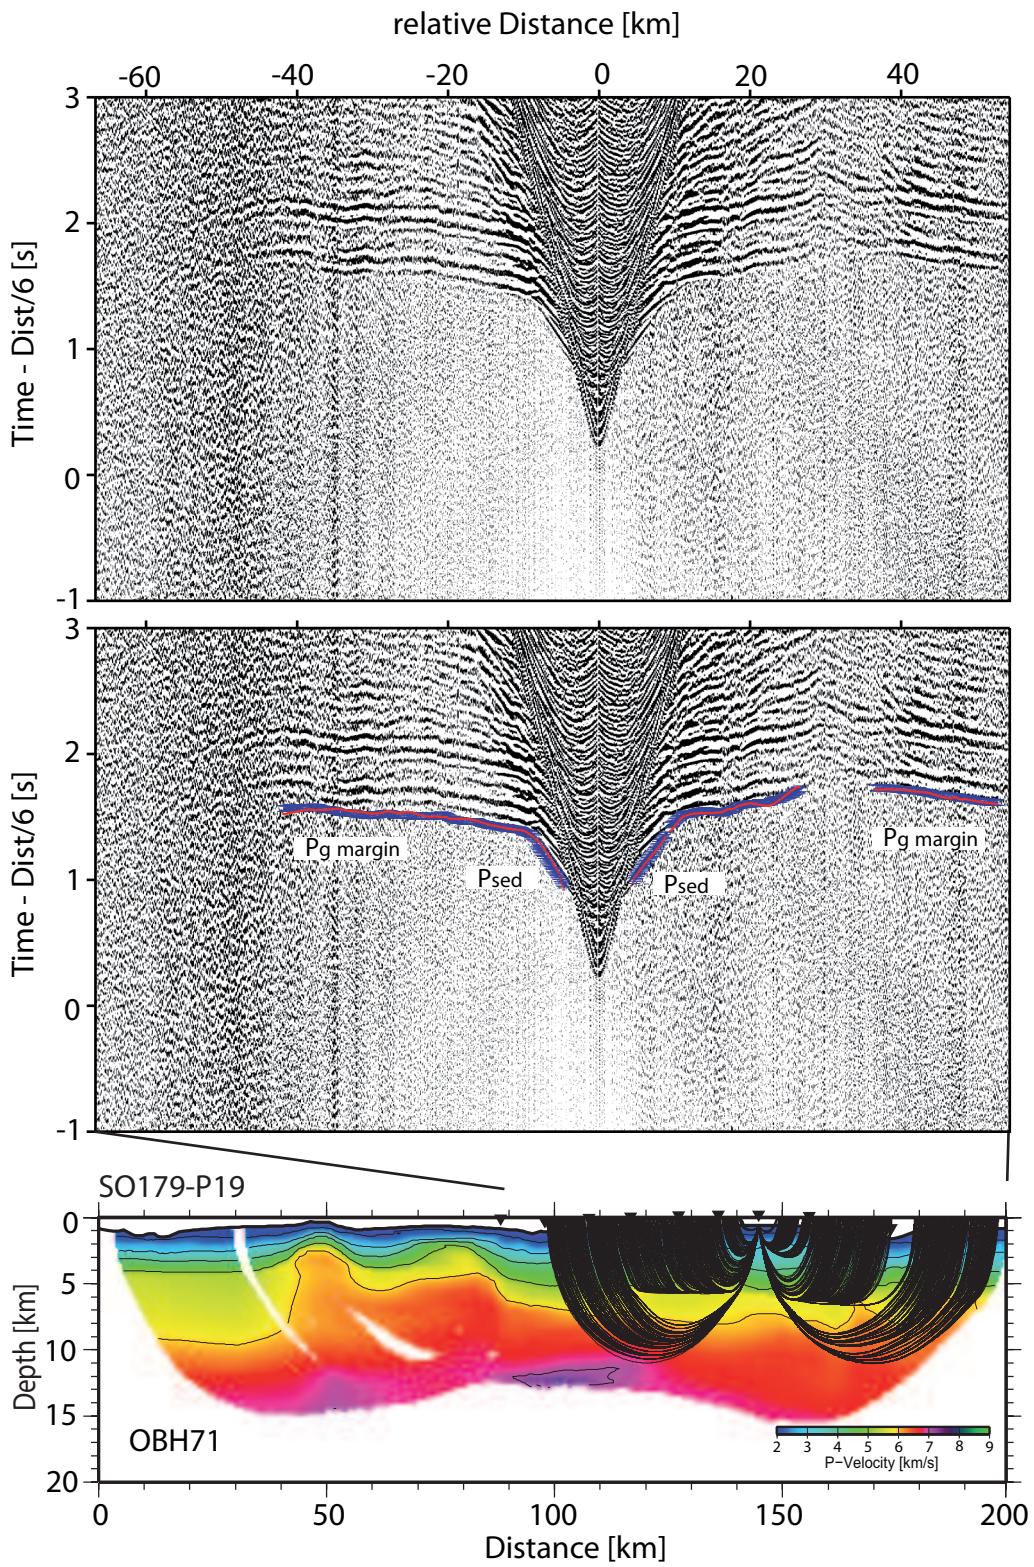 relative Distance [km]
-60 -40 -20 0 20 40
3
2
1
0
-1
Time - Dist/6 [s]
3
2
1
0
-1
Time - Dist/6 [s]
Pg margin
Psed
Psed
Pg margin
SO179-P19
0
5
10
15
20
Depth [km]
OBH71
2 3 4 5 6 7 8 9
P-Velocity [km/s]
0 50 100 150 200
Distance [km]